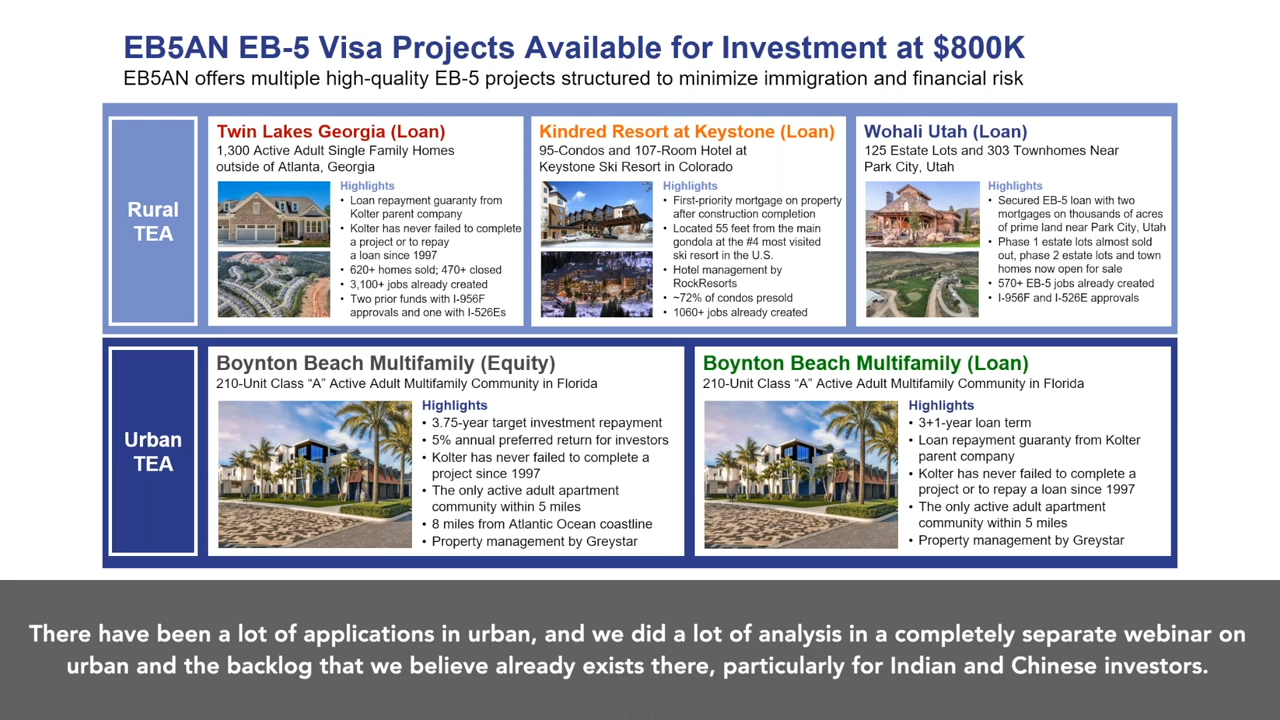 EB5AN EB-5 Visa Projects Available for Investment at $800K
EB5AN offers multiple high-quality EB-5 projects structured to minimize immigration and financial risk
Rural
TEA
Twin Lakes Georgia (Loan)
1,300 Active Adult Single Family Homes
outside of Atlanta, Georgia
Highlights
• Loan repayment guaranty from
Kolter parent company
• Kolter has never failed to complete
a project or to repay
a loan since 1997
• 620+ homes sold; 470+ closed
• 3,100+ jobs already created
• Two prior funds with I-956F
approvals and one with I-526Es
Kindred Resort at Keystone (Loan)
95-Condos and 107-Room Hotel at
Keystone Ski Resort in Colorado
Highlights
• First-priority mortgage on property
after construction completion
• Located 55 feet from the main
gondola at the #4 most visited
ski resort in the U.S.
• Hotel management by
RockResorts
• ~72% of condos presold
• 1060+ jobs already created
Wohali Utah (Loan)
125 Estate Lots and 303 Townhomes Near
Park City, Utah
Highlights
• Secured EB-5 loan with two
mortgages on thousands of acres
of prime land near Park City, Utah
• Phase 1 estate lots almost sold
out, phase 2 estate lots and town
homes now open for sale
• 570+ EB-5 jobs already created
• I-956F and I-526E approvals
Urban
TEA
Boynton Beach Multifamily (Equity)
210-Unit Class “A” Active Adult Multifamily Community in Florida
Highlights
• 3.75-year target investment repayment
• 5% annual preferred return for investors
• Kolter has never failed to complete a
project since 1997
• The only active adult apartment
community within 5 miles
• 8 miles from Atlantic Ocean coastline
• Property management by Greystar
Boynton Beach Multifamily (Loan)
210-Unit Class “A” Active Adult Multifamily Community in Florida
Highlights
• 3+1-year loan term
• Loan repayment guaranty from Kolter
parent company
• Kolter has never failed to complete a
project or to repay a loan since 1997
• The only active adult apartment
community within 5 miles
• Property management by Greystar
There have been a lot of applications in urban, and we did a lot of analysis in a completely separate webinar on
urban and the backlog that we believe already exists there, particularly for Indian and Chinese investors.